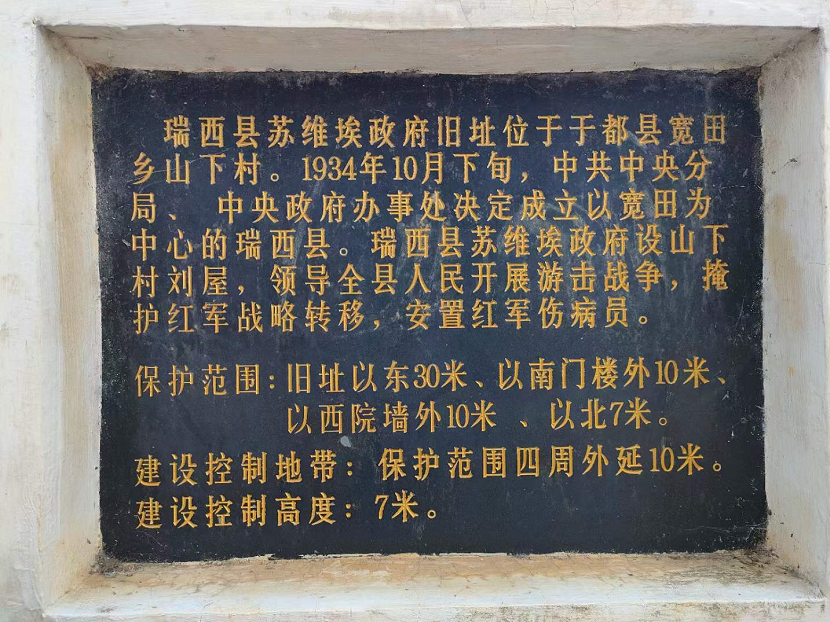 瑞西县苏维埃政府旧址位于于都县宽田
乡山下村。1934年10月下旬，中共中央分
局、 中央政府办事处决定成立以宽田为
中心的瑞西县。瑞西县苏维埃政府设山下
村刘屋，领导全县人民开展游击战争，掩
护红军战略转移，安置红军伤病员。
保护范围：旧址以东30米、以南门楼外10米、
以西院墙外10米 、以北7米。
建设控制地带：保护范围四周外延10米。
建设控制高度：7米。